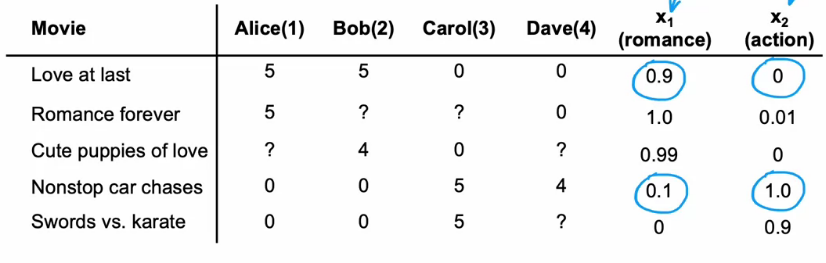 Movie Alice(1) Bob(2) Carol(3) Dave(4) x₁ (romance) x₂ (action)
Love at last 5 5 0 0 0.9 0
Romance forever 5 ? ? 0 1.0 0.01
Cute puppies of love ? 4 0 ? 0.99 0
Nonstop car chases 0 0 5 4 0.1 1.0
Swords vs. karate 0 0 5 ? 0 0.9